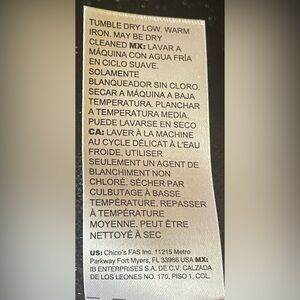 TUMBLE DRY LOW. WARM
IRON. MAY BE DRY
CLEANED MX: LAVAR A
MÁQUINA CON AGUA FRÍA
EN CICLO SUAVE.
SOLAMENTE
BLANQUEADOR SIN CLORO.
SECAR A MÁQUINA A BAJA
TEMPERATURA. PLANCHAR
A TEMPERATURA MEDIA.
PUEDE LAVARSE EN SECO
CA: LAVER À LA MACHINE
AU CYCLE DÉLICAT À L'EAU
FROIDE. UTILISER
SEULEMENT UN AGENT DE
BLANCHIMENT NON
CHLORÉ. SÉCHER PAR
CULBUTAGE À BASSE
TEMPÉRATURE. REPASSER
À TEMPÉRATURE
MOYENNE. PEUT ÊTRE
NETTOYÉ À SEC
US: Chico's FAS Inc. 11215 Metro
Parkway Fort Myers, FL 33966 USA MX:
IB ENTERPRISES S.A. DE C.V. CALZADA
DE LOS LEONES NO. 170, PISO 1, COL.